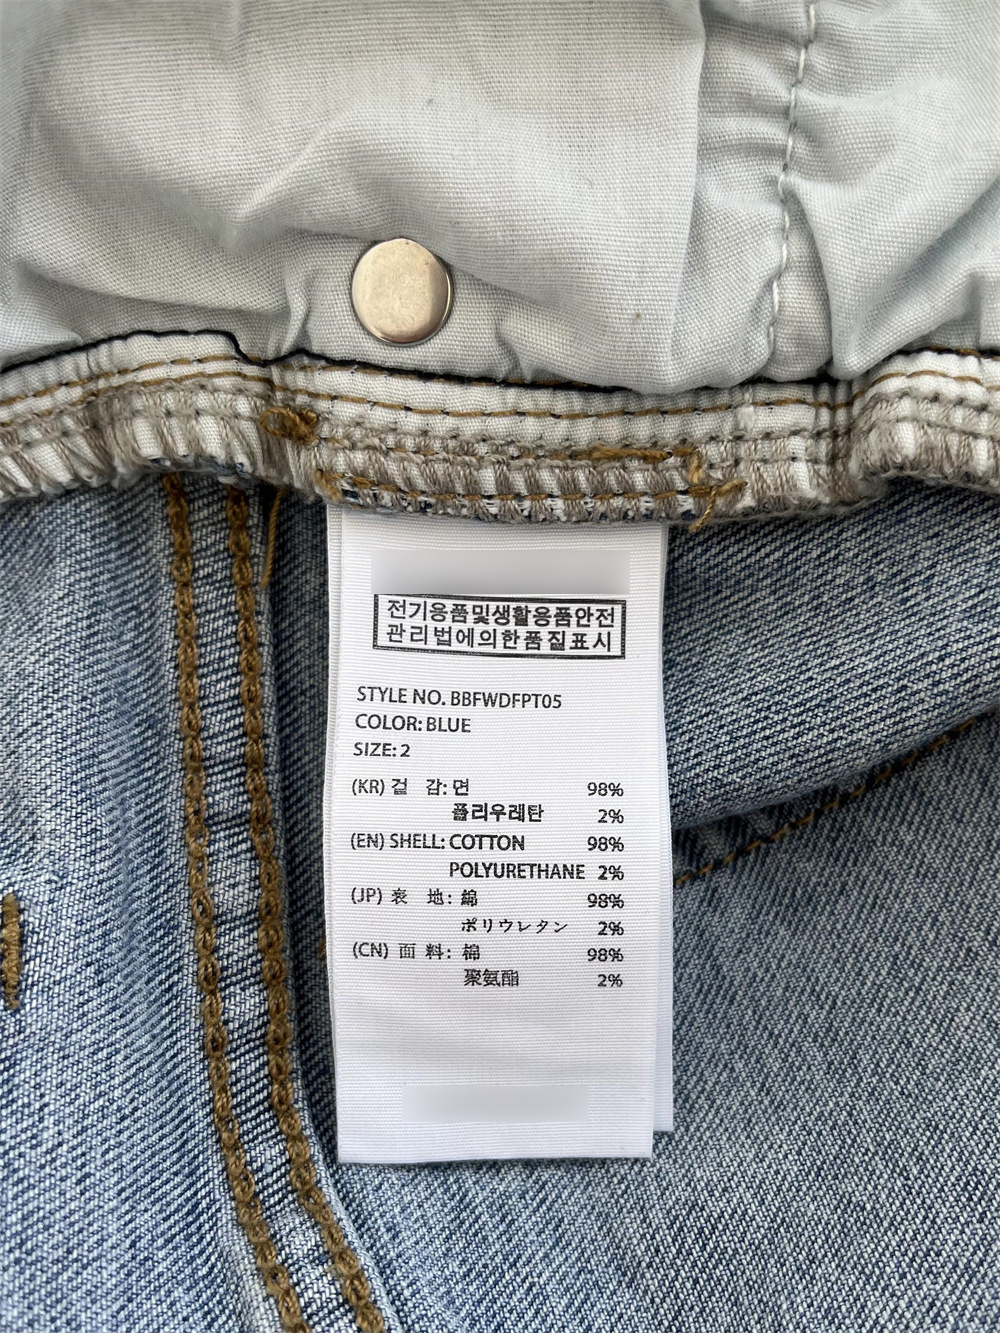 전기용품및생활용품안전
관리법에의한품질표시
STYLE NO. BBFWDFPT05
COLOR: BLUE
SIZE: 2
(KR) 겉 감: 면 98%
폴리우레탄 2%
(EN) SHELL: COTTON 98%
POLYURETHANE 2%
(JP) 表 地: 綿 98%
ポリウレタン 2%
(CN) 面 料: 棉 98%
聚氨酯 2%